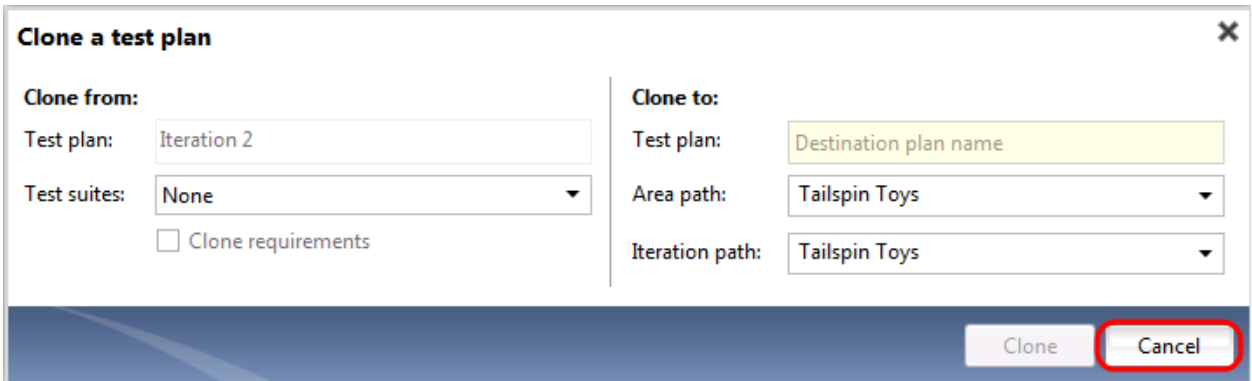 Clone a test plan
Clone from:
Test plan: Iteration 2
Test suites: None
Clone requirements
Clone to:
Test plan: Destination plan name
Area path: Tailspin Toys
Iteration path: Tailspin Toys
Clone Cancel